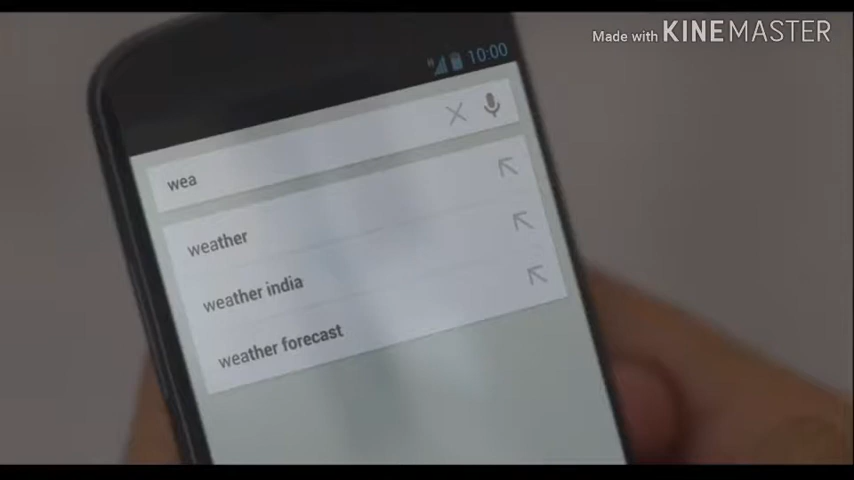 Made with KINEMASTER
10:00
wea
weather
weather india
weather forecast